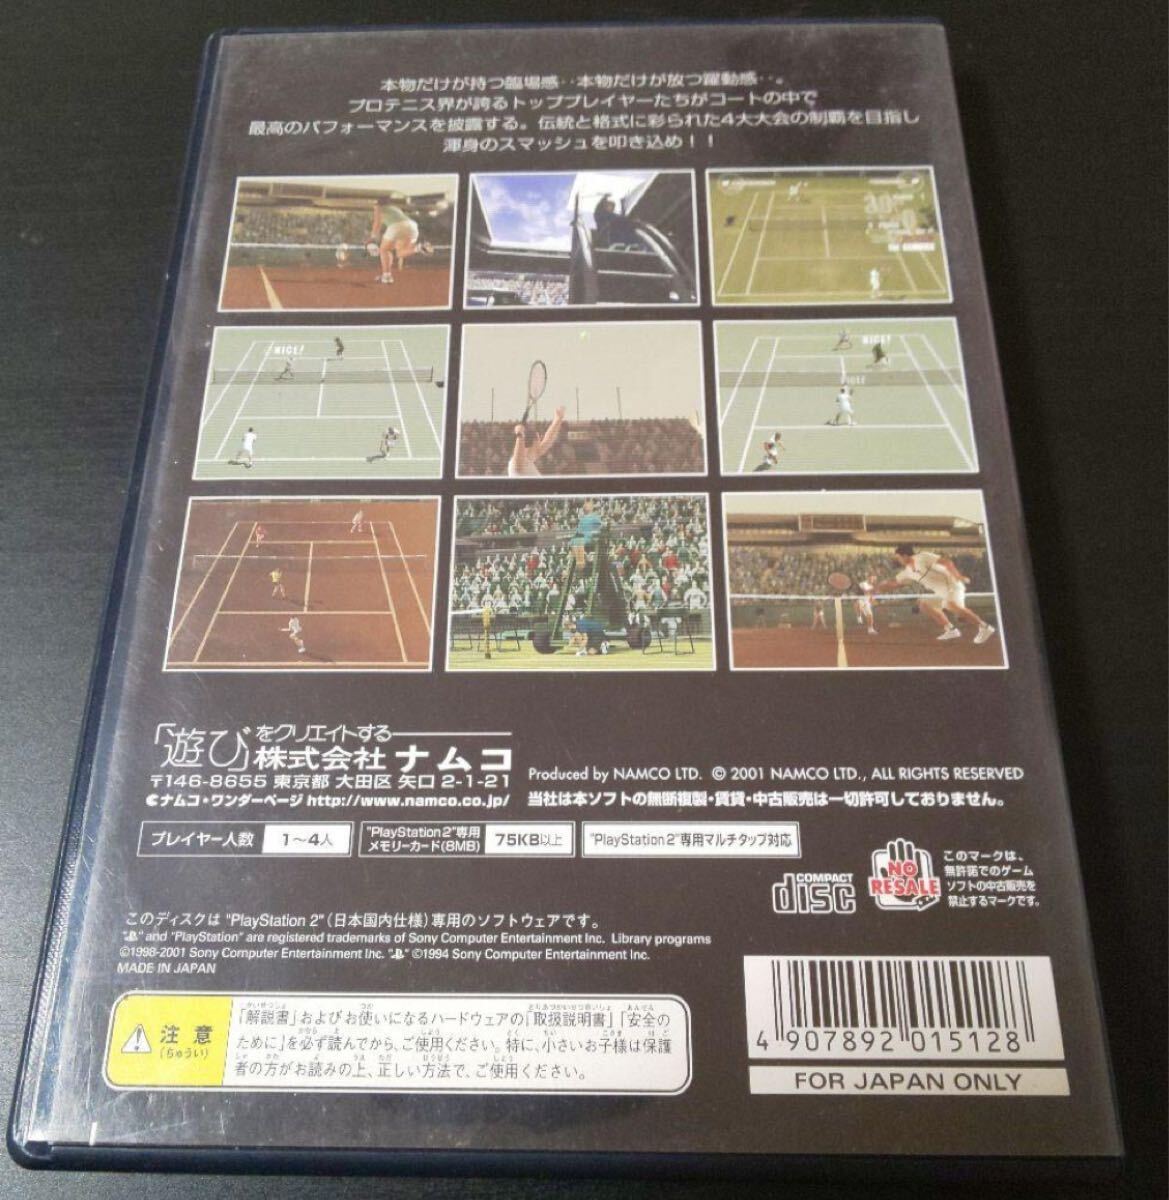 本物だけが持つ臨場感‥本物だけが放つ躍動感‥。
プロテニス界が誇るトッププレイヤーたちがコートの中で
最高のパフォーマンスを披露する。伝統と格式に彩られた4大大会の制覇を目指し
渾身のスマッシュを叩き込め!!
NICE!
NICE!
「遊び」をクリエイトする
株式会社 ナムコ
〒146-8655 東京都 大田区 矢口 2-1-21
ナムコ・ワンダーページ http://www.namco.co.jp/
Produced by NAMCO LTD. © 2001 NAMCO LTD., ALL RIGHTS RESERVED
当社は本ソフトの無断複製・賃貸・中古販売は一切許可しておりません。
プレイヤー人数 1〜4人
"PlayStation 2"専用メモリーカード(8MB) 75KB以上
"PlayStation 2"専用マルチタップ対応
COMPACT disc
NO RESALE
このマークは、
無許諾でのゲーム
ソフトの中古販売を
禁止するマークです。
このディスクは "PlayStation 2"(日本国内仕様)専用のソフトウェアです。
" " and "PlayStation" are registered trademarks of Sony Computer Entertainment Inc. Library programs
©1998-2001 Sony Computer Entertainment Inc. " " ©1994 Sony Computer Entertainment Inc.
MADE IN JAPAN
注意
(ちゅうい)
「解説書」およびお使いになるハードウェアの「取扱説明書」「安全の
ために」を必ず読んでから、ご使用ください。特に、小さいお子様は保護
者の方がお読みの上、正しい方法で、ご使用ください。
4 907892 015128
FOR JAPAN ONLY